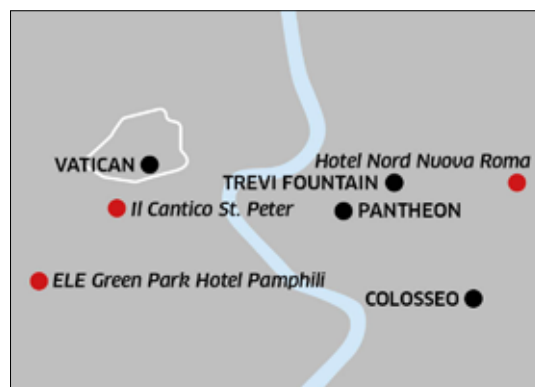 Hotel Nord Nuova Roma
VATICAN
TREVI FOUNTAIN
Il Cantico St. Peter
PANTHEON
ELE Green Park Hotel Pamphili
COLOSSEO